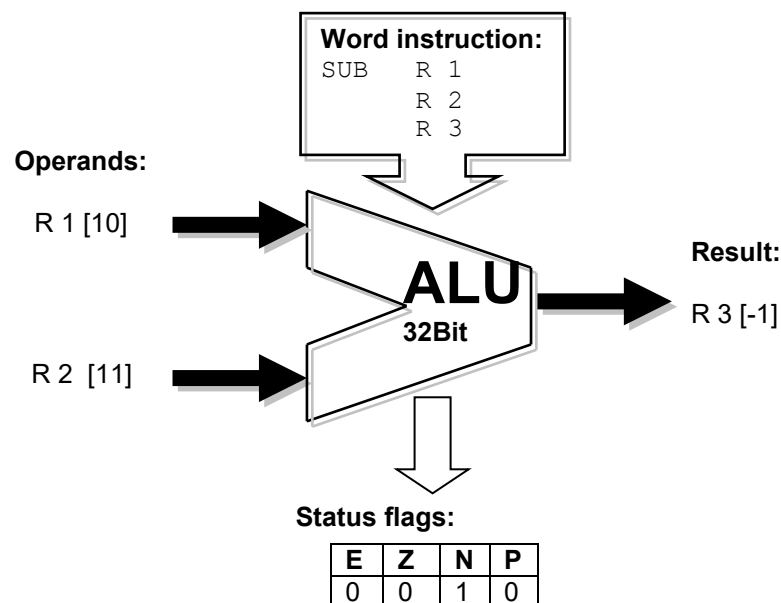 Word instruction:
SUB R 1
R 2
R 3
Operands:
R 1 [10]
R 2 [11]
ALU
32Bit
Result:
R 3 [-1]
Status flags:
E Z N P
0 0 1 0